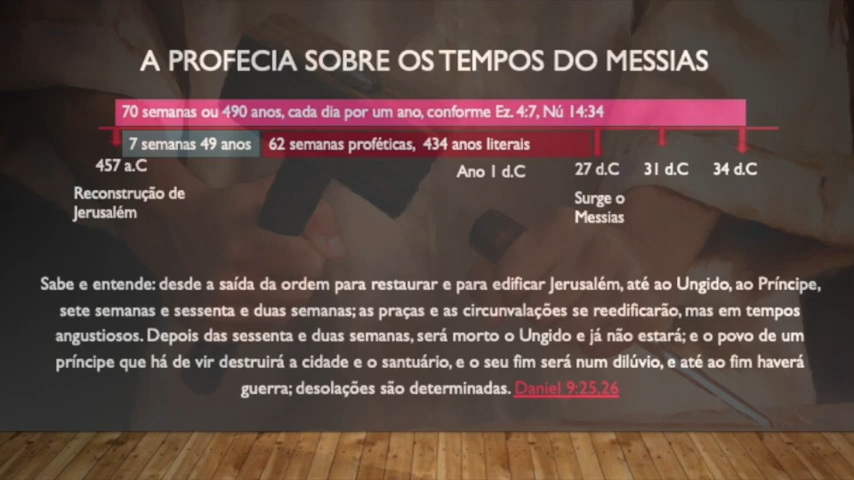 A PROFECIA SOBRE OS TEMPOS DO MESSIAS
70 semanas ou 490 anos, cada dia por um ano, conforme Ez. 4:7, Nú 14:34
7 semanas 49 anos
62 semanas proféticas, 434 anos literais
457 a.C
Ano 1 d.C
27 d.C
31 d.C
34 d.C
Reconstrução de
Jerusalém
Surge o
Messias
Sabe e entende: desde a saída da ordem para restaurar e para edificar Jerusalém, até ao Ungido, ao Príncipe,
sete semanas e sessenta e duas semanas; as praças e as circunvalações se reedificarão, mas em tempos
angustiosos. Depois das sessenta e duas semanas, será morto o Ungido e já não estará; e o povo de um
príncipe que há de vir destruirá a cidade e o santuário, e o seu fim será num dilúvio, e até ao fim haverá
guerra; desolações são determinadas. Daniel 9:25,26